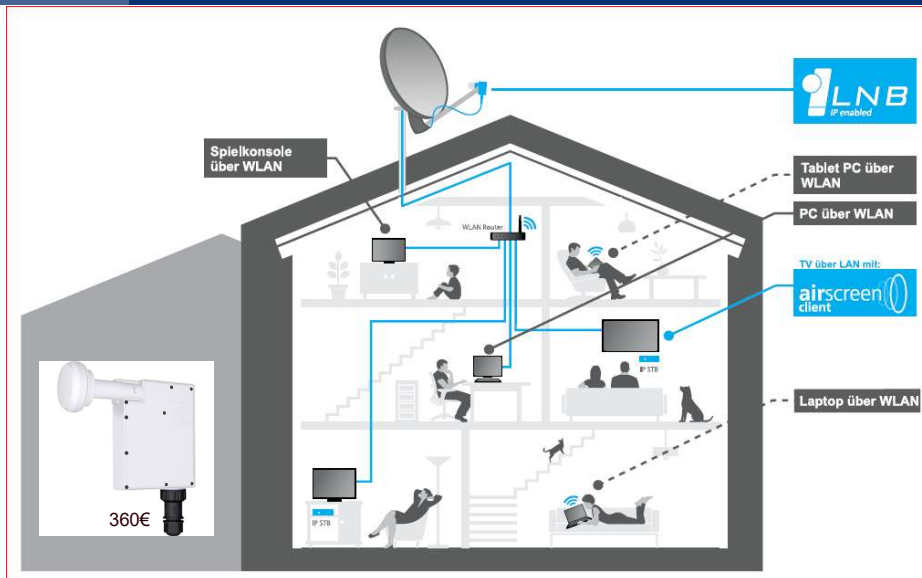 LNB
IP enabled
Spielkonsole
über WLAN
Tablet PC über
WLAN
PC über WLAN
WLAN Router
TV über LAN mit:
airscreen
client
IP STB
Laptop über WLAN
360€
IP STB